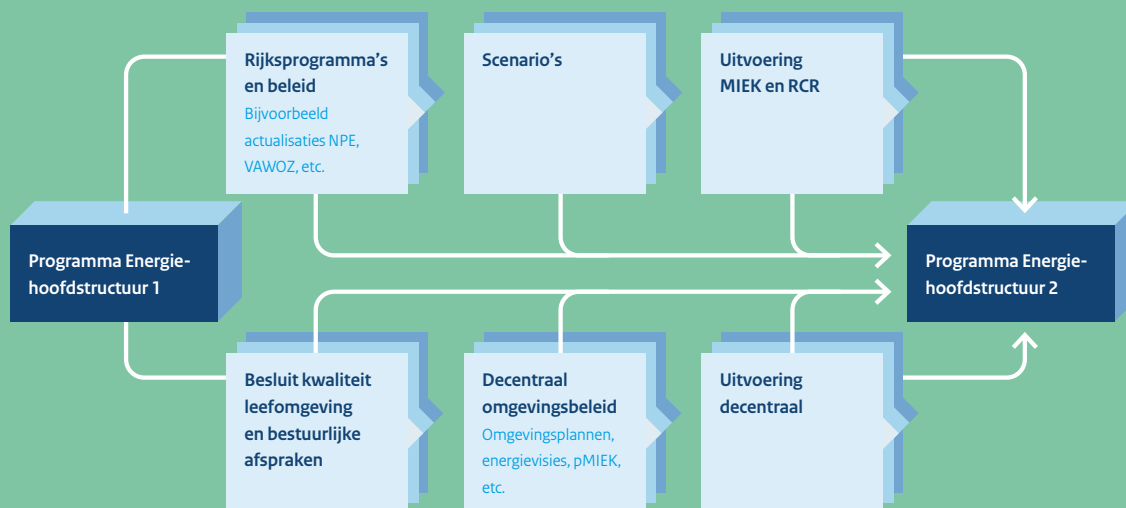 Rijksprogramma's
en beleid
Bijvoorbeeld
actualisaties NPE,
VAWOZ, etc.
Scenario's
Uitvoering
MIEK en RCR
Programma Energie-
hoofdstructuur 1
Programma Energie-
hoofdstructuur 2
Besluit kwaliteit
leefomgeving
en bestuurlijke
afspraken
Decentraal
omgevingsbeleid
Omgevingsplannen,
energievisies, pMIEK,
etc.
Uitvoering
decentraal